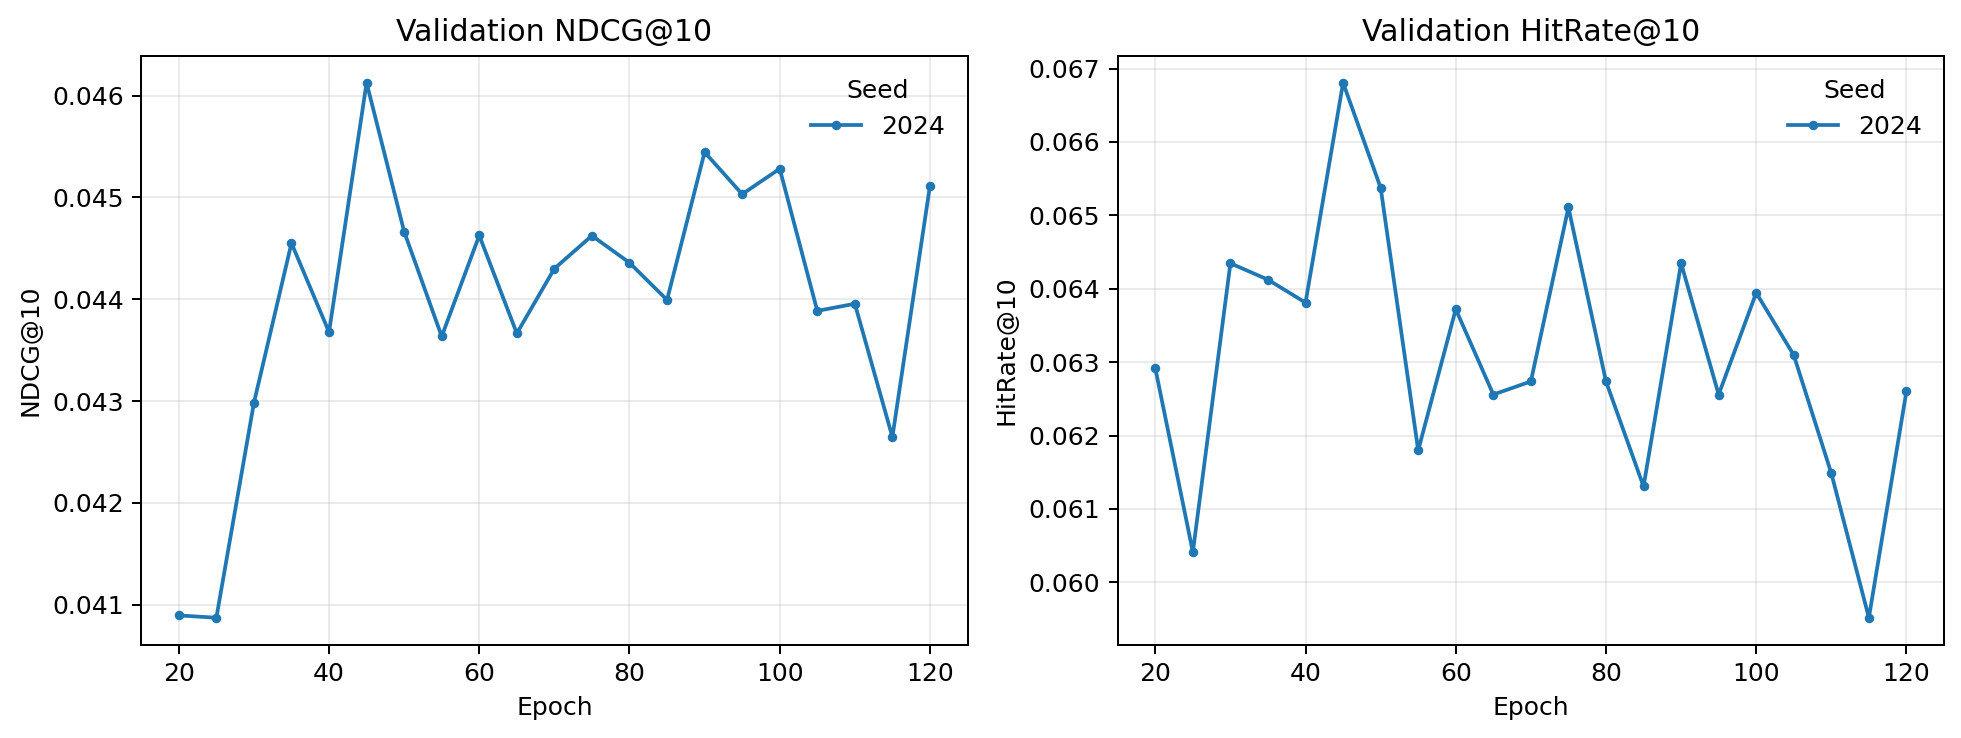 Validation NDCG@10
NDCG@10
0.046
0.045
0.044
0.043
0.042
0.041
20 40 60 80 100 120
Epoch
Seed
2024
Validation HitRate@10
HitRate@10
0.067
0.066
0.065
0.064
0.063
0.062
0.061
0.060
20 40 60 80 100 120
Epoch
Seed
2024